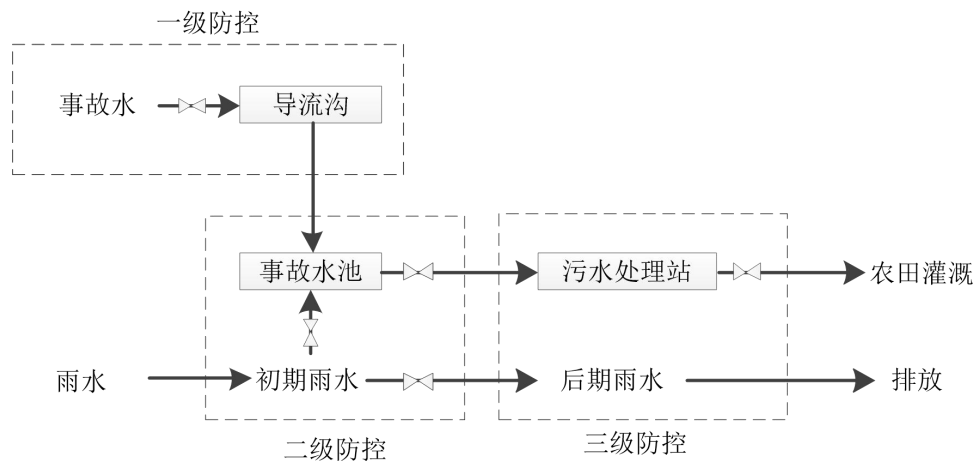 一级防控
事故水
导流沟
事故水池
污水处理站
农田灌溉
雨水
初期雨水
后期雨水
排放
二级防控
三级防控